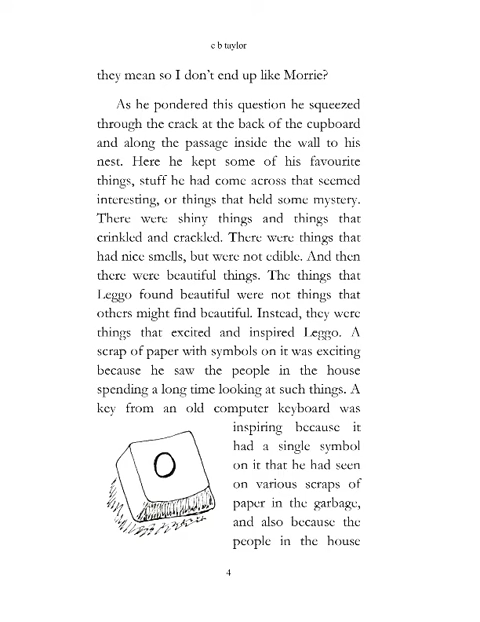 c b taylor
they mean so I don't end up like Morrie?
As he pondered this question he squeezed
through the crack at the back of the cupboard
and along the passage inside the wall to his
nest. Here he kept some of his favourite
things, stuff he had come across that seemed
interesting, or things that held some mystery.
There were shiny things and things that
crinkled and crackled. There were things that
had nice smells, but were not edible. And then
there were beautiful things. The things that
Leggo found beautiful were not things that
others might find beautiful. Instead, they were
things that excited and inspired Leggo. A
scrap of paper with symbols on it was exciting
because he saw the people in the house
spending a long time looking at such things. A
key from an old computer keyboard was
inspiring because it
had a single symbol
on it that he had seen
on various scraps of
paper in the garbage,
and also because the
people in the house
O
4